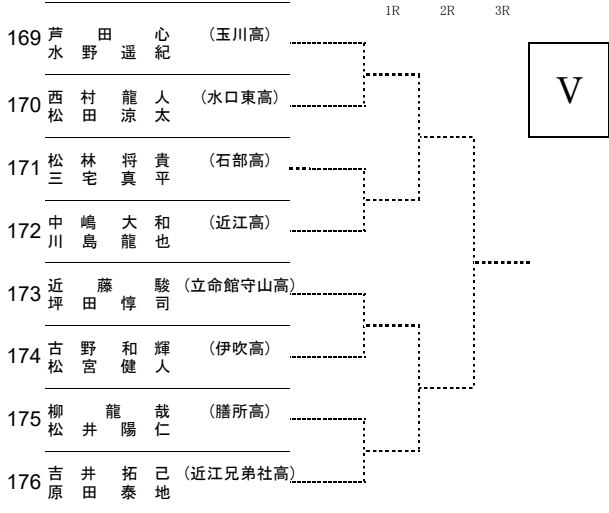 1R 2R 3R
V
169 芦田心 (玉川高)
水野遥紀
170 西村龍人 (水口東高)
松田涼太
171 松林将貴 (石部高)
三宅真平
172 中嶋大和 (近江高)
川島龍也
173 近藤駿 (立命館守山高)
坪田惇司
174 古野和輝 (伊吹高)
松宮健人
175 柳龍哉 (膳所高)
松井陽仁
176 吉井拓己 (近江兄弟社高)
原田泰地